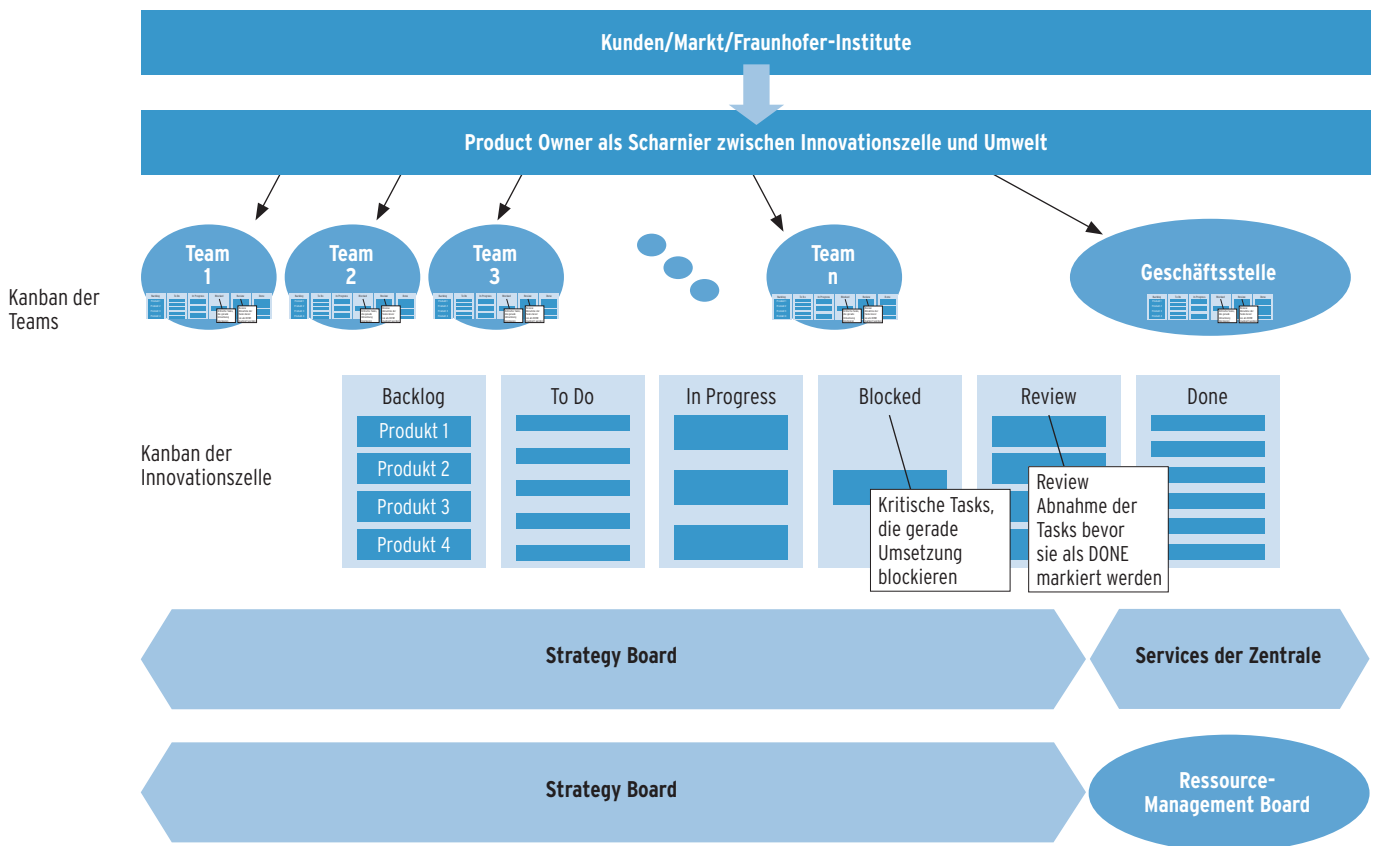 Kunden/Markt/Fraunhofer-Institute
Product Owner als Scharnier zwischen Innovationszelle und Umwelt
Kanban der
Teams
Team
1
Team
2
Team
3
Team
n
Geschäftsstelle
Kanban der
Innovationszelle
Backlog
Produkt 1
Produkt 2
Produkt 3
Produkt 4
To Do
In Progress
Blocked
Kritische Tasks,
die gerade
Umsetzung
blockieren
Review
Review
Abnahme der
Tasks bevor
sie als DONE
markiert werden
Done
Strategy Board
Services der Zentrale
Strategy Board
Ressource-
Management Board